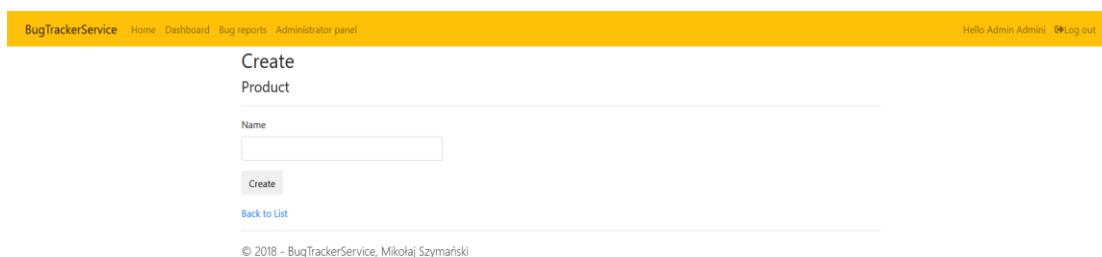 BugTrackerService Home Dashboard Bug reports Administrator panel Hello Admin Admini Log out
Create
Product
Name
Create
Back to List
© 2018 - BugTrackerService, Mikołaj Szymański